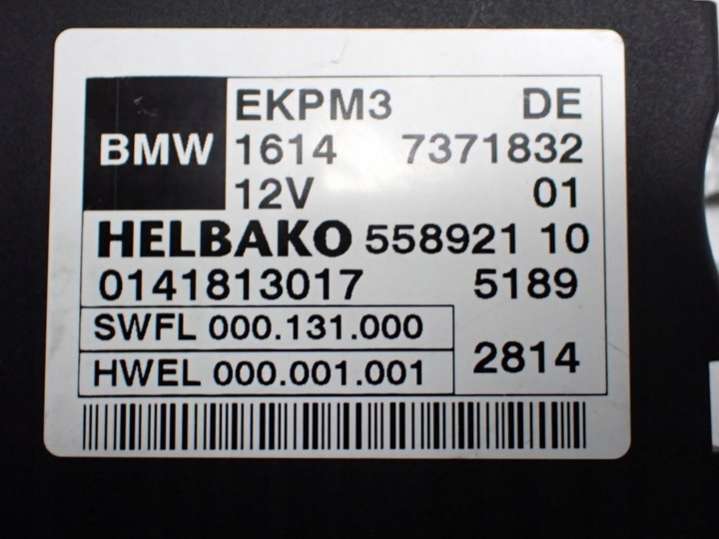 EKPM3 DE
BMW 1614 7371832
12V 01
HELBAKO 558921 10
0141813017 5189
SWFL 000.131.000
HWEL 000.001.001 2814